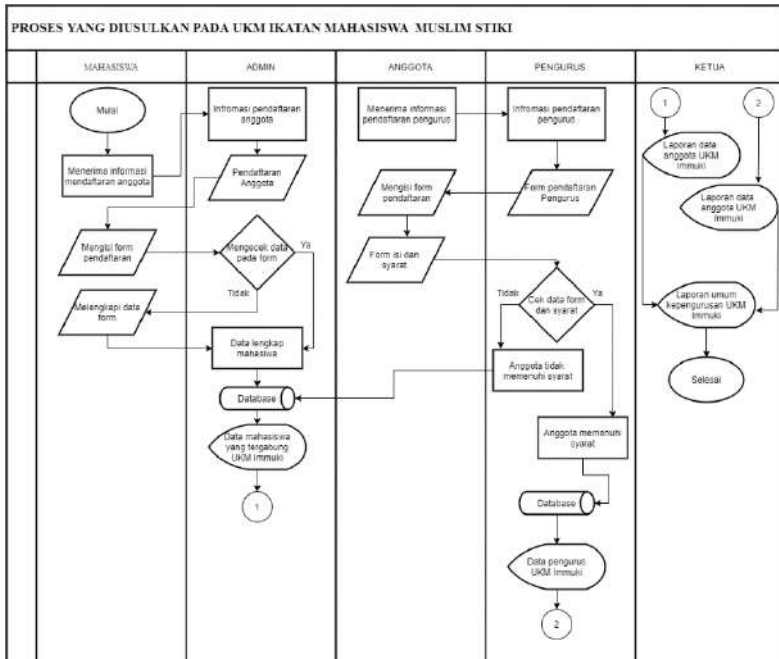 PROSES YANG DIUSULKAN PADA UKM IKATAN MAHASISWA MUSLIM STIKI
MAHASISWA
ADMIN
ANGGOTA
PENGURUS
KETUA
Mulai
Menerima informasi
mendaftaran anggota
Mengisi form
pendaftaran
Melengkapi data
form
Infromasi pendaftaran
anggota
Pendaftaran
Anggota
Mengecek data
pada form
Ya
Tidak
Data lengkap
mahasiwa
Database
Data mahasiswa
yang tergabung
UKM Immuki
1
Menerima informasi
pendaftaran pengurus
Mengisi form
pendaftaran
Form isi dan
syarat
Infromasi pendaftaran
pengurus
Form pendaftaran
Pengurus
Tidak
Cek data form
dan syarat
Ya
Anggota tidak
memenuhi syarat
Anggota memenuhi
syarat
Database
Data pengurus
UKM Immuki
2
1
2
Laporan data
anggota UKM
Immuki
Laporan data
anggota UKM
Immuki
Laporan umum
kepengurusan UKM
Immuki
Selesai